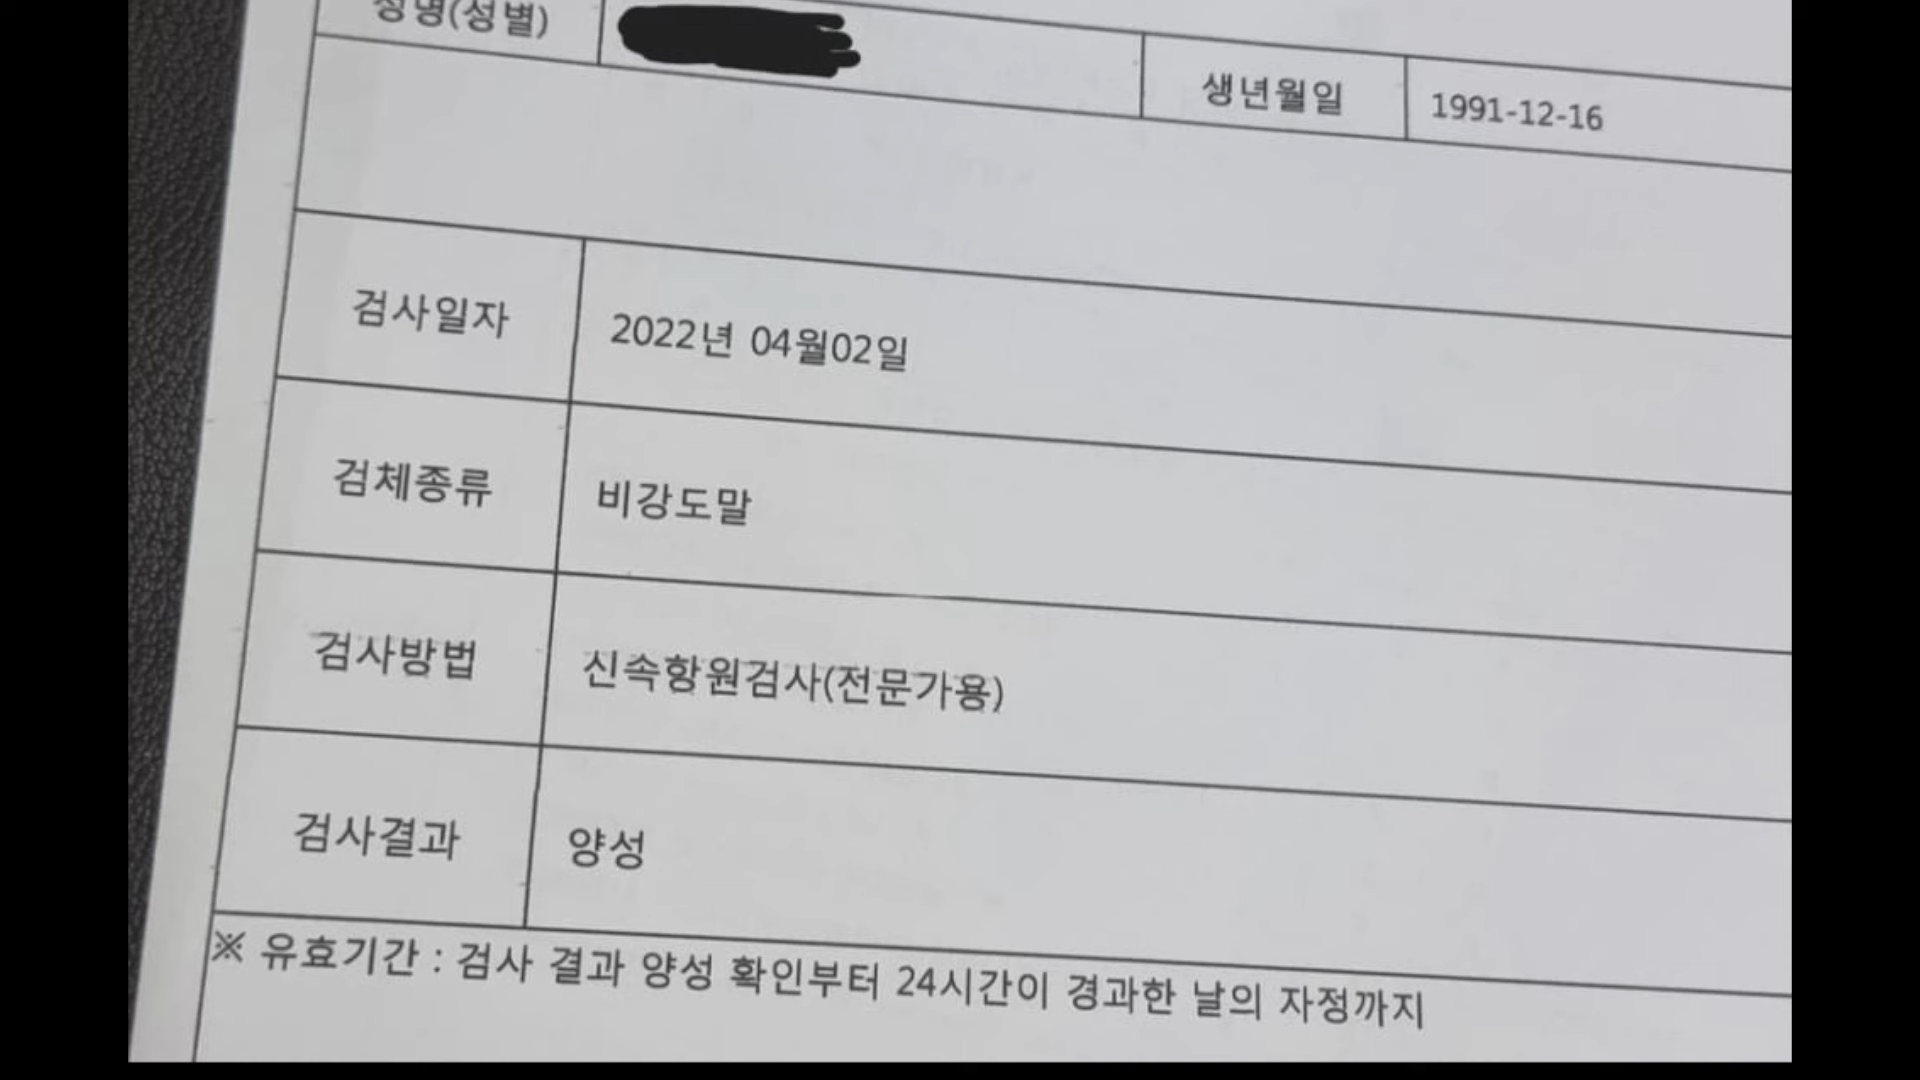 성명(성별)
생년월일 1991-12-16
검사일자 2022년 04월02일
검체종류 비강도말
검사방법 신속항원검사(전문가용)
검사결과 양성
※ 유효기간 : 검사 결과 양성 확인부터 24시간이 경과한 날의 자정까지